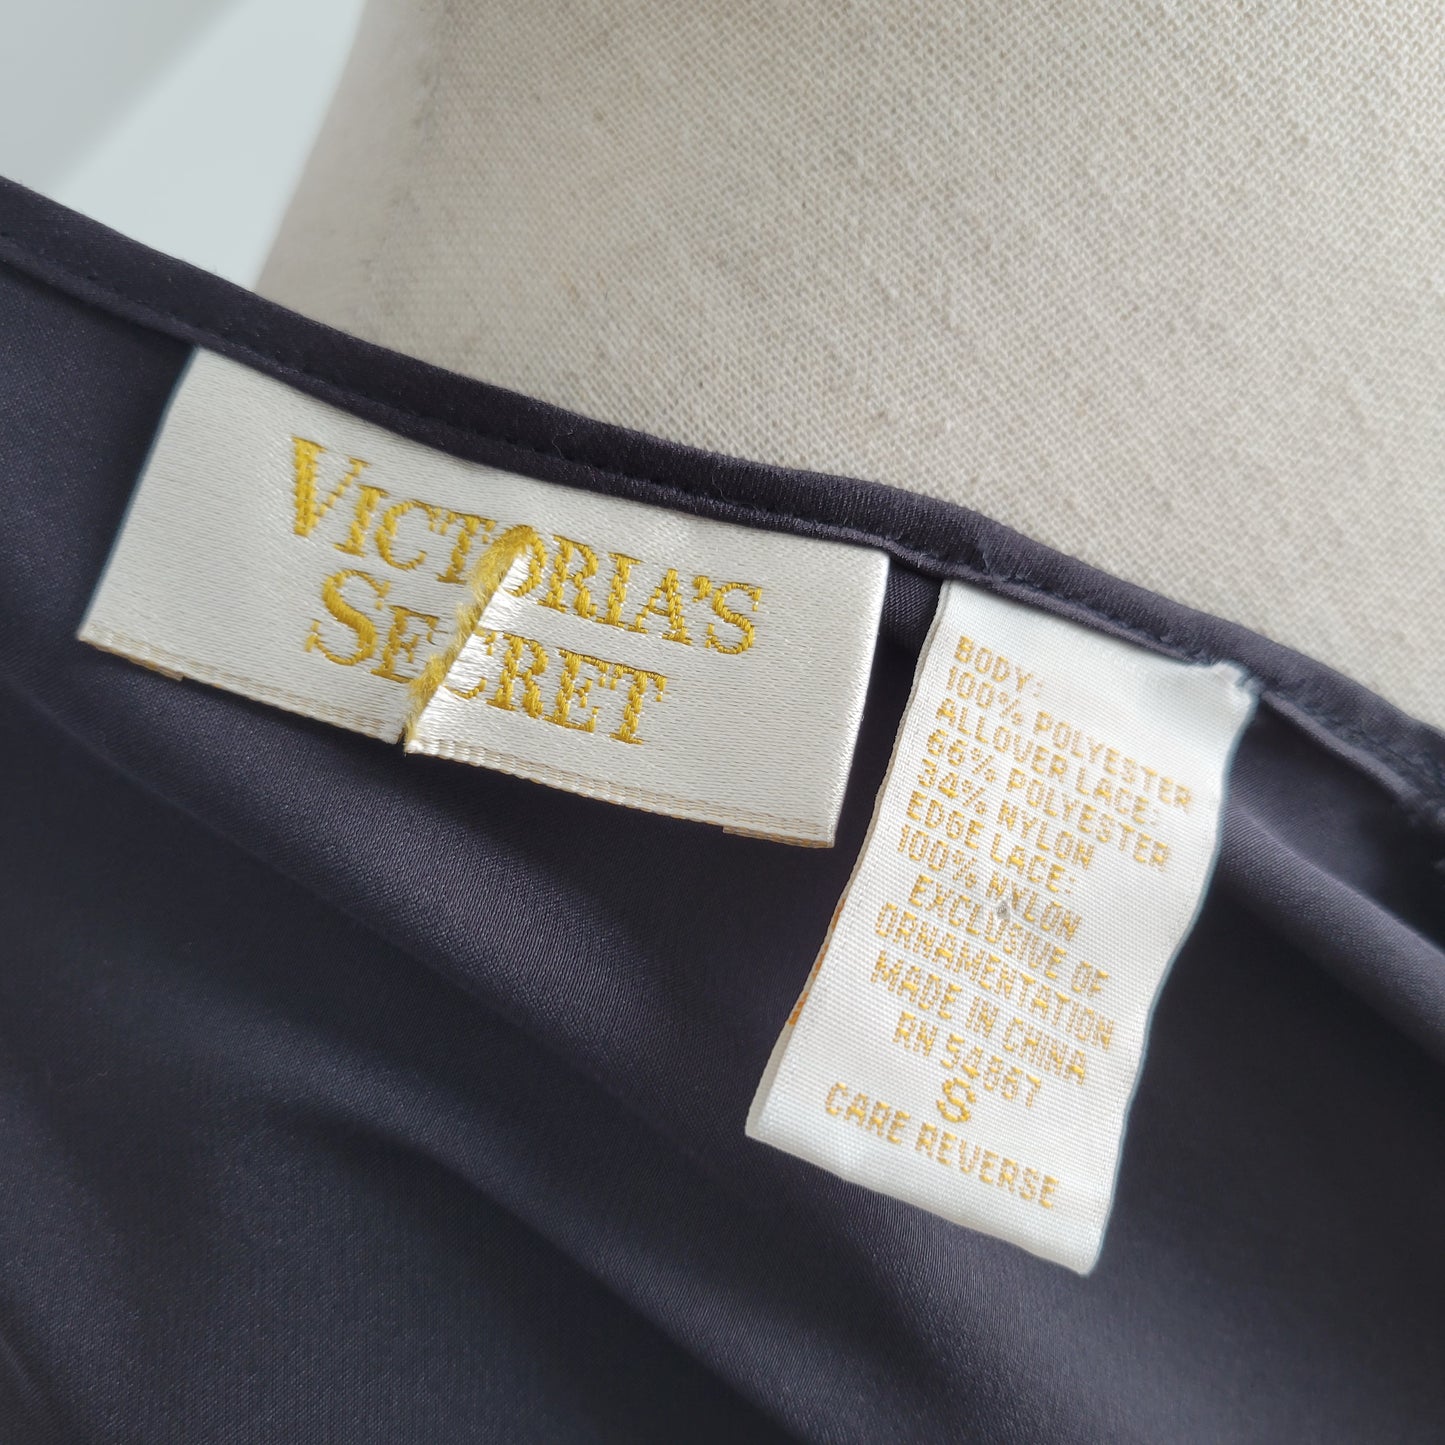 VICTORIA'S
SECRET
BODY:
100% POLYESTER
ALLOVER LACE:
66% POLYESTER
34% NYLON
EDGE LACE:
100% NYLON
EXCLUSIVE OF
ORNAMENTATION
MADE IN CHINA
RN 54867
S
CARE REVERSE